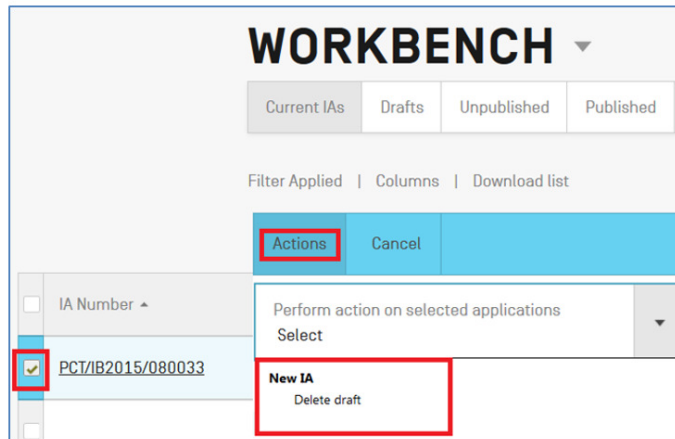 WORKBENCH
Current IAs Drafts Unpublished Published
Filter Applied | Columns | Download list
Actions Cancel
IA Number
Perform action on selected applications
Select
PCT/IB2015/080033
New IA
Delete draft